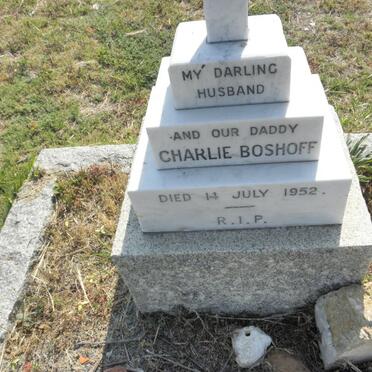 MY DARLING
HUSBAND
AND OUR DADDY
CHARLIE BOSHOFF
DIED 14 JULY 1952.
R.I.P.